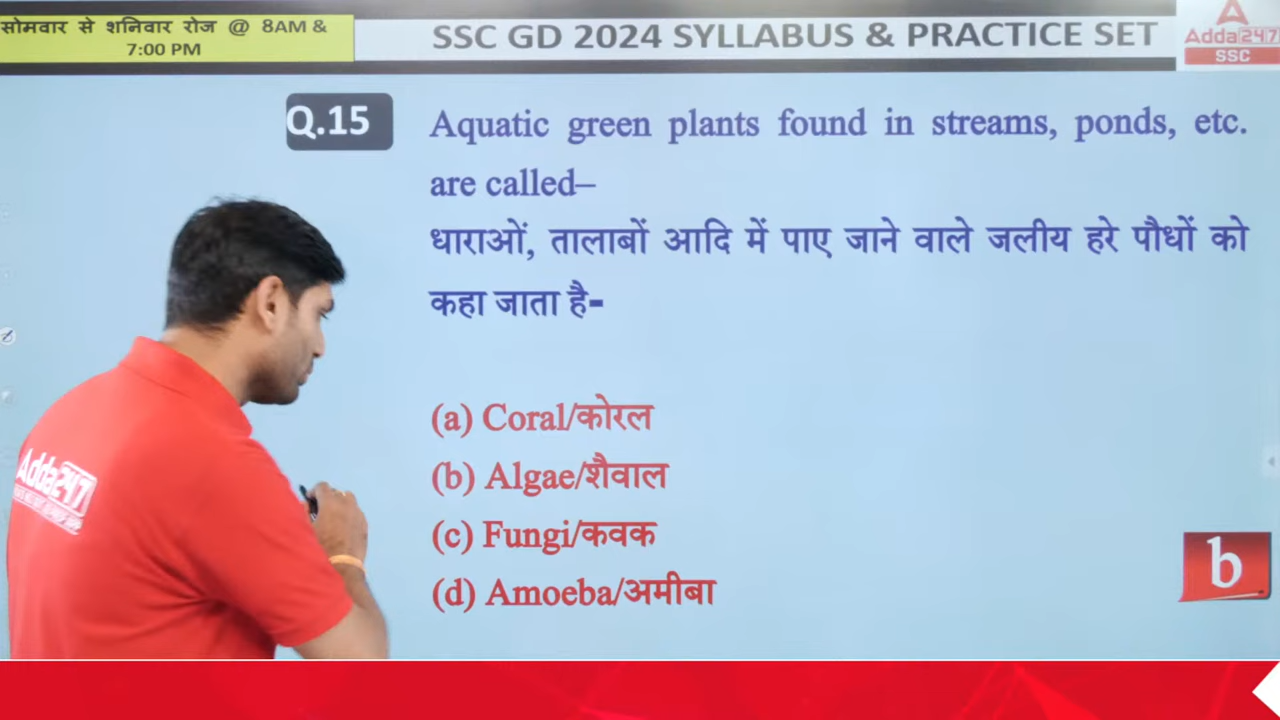 सोमवार से शनिवार रोज @ 8AM &
7:00 PM
SSC GD 2024 SYLLABUS & PRACTICE SET
Adda247
SSC
Q.15
Aquatic green plants found in streams, ponds, etc.
are called–
धाराओं, तालाबों आदि में पाए जाने वाले जलीय हरे पौधों को
कहा जाता है-
(a) Coral/कोरल
(b) Algae/शैवाल
(c) Fungi/कवक
(d) Amoeba/अमीबा
b
Adda247